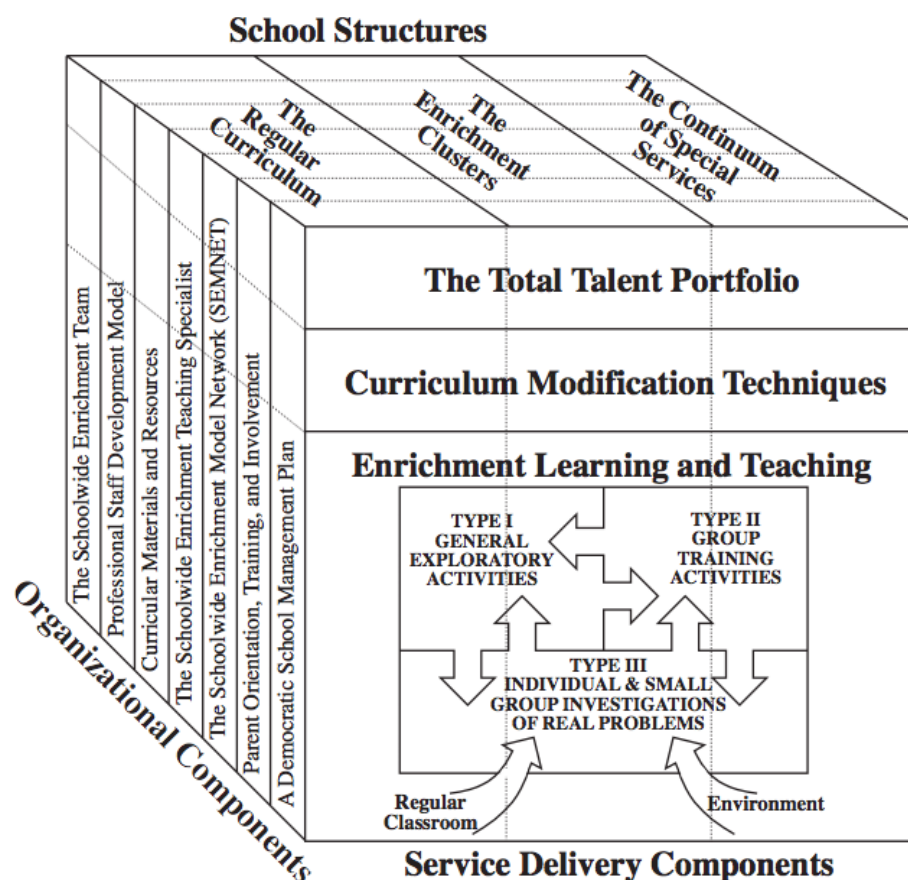 School Structures
The
Regular
Curriculum
The
Enrichment
Clusters
The Continuum
of Special
Services
The Schoolwide Enrichment Team
Professional Staff Development Model
Curricular Materials and Resources
The Schoolwide Enrichment Teaching Specialist
The Schoolwide Enrichment Model Network (SEMNET)
Parent Orientation, Training, and Involvement
A Democratic School Management Plan
Organizational Components
The Total Talent Portfolio
Curriculum Modification Techniques
Enrichment Learning and Teaching
TYPE I
GENERAL
EXPLORATORY
ACTIVITIES
TYPE II
GROUP
TRAINING
ACTIVITIES
TYPE III
INDIVIDUAL & SMALL
GROUP INVESTIGATIONS
OF REAL PROBLEMS
Regular
Classroom
Environment
Service Delivery Components